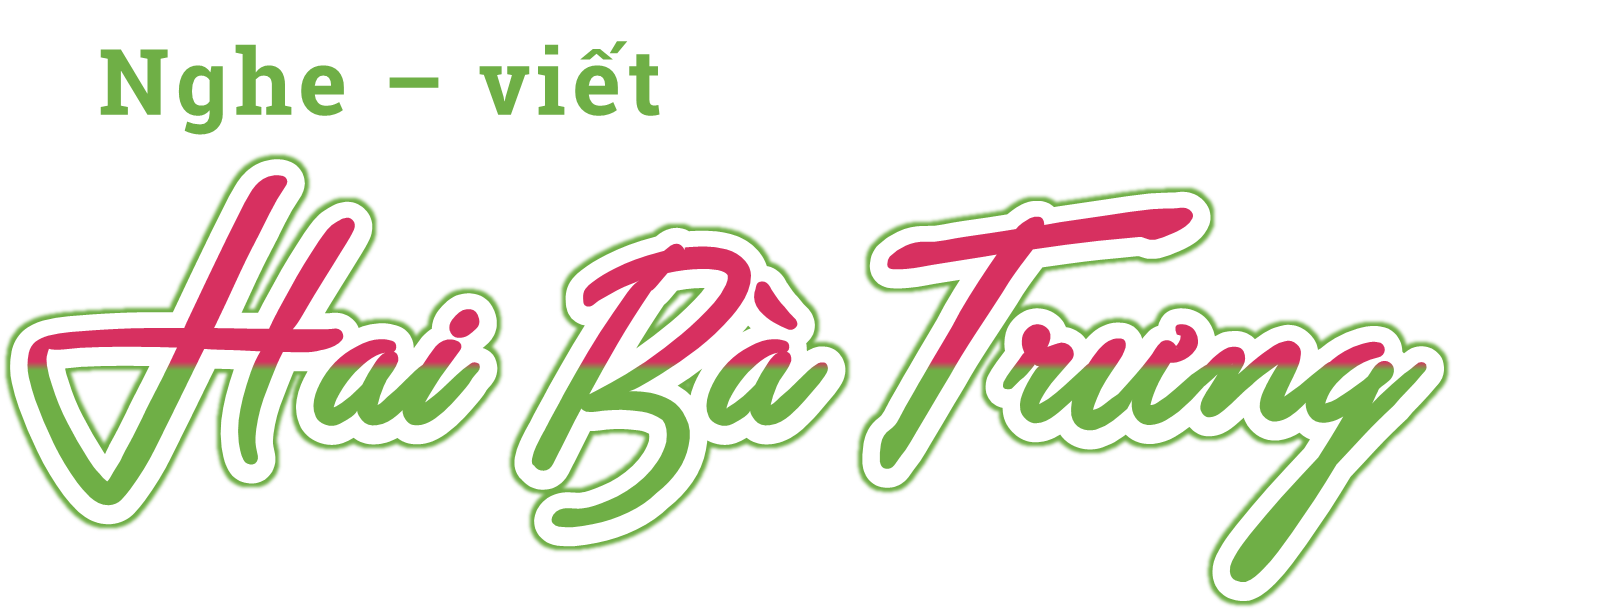 Nghe – viết
Hai Bà Trưng